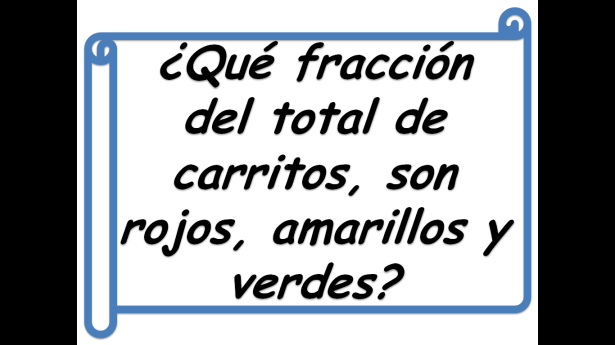 ¿Qué fracción
del total de
carritos, son
rojos, amarillos y
verdes?